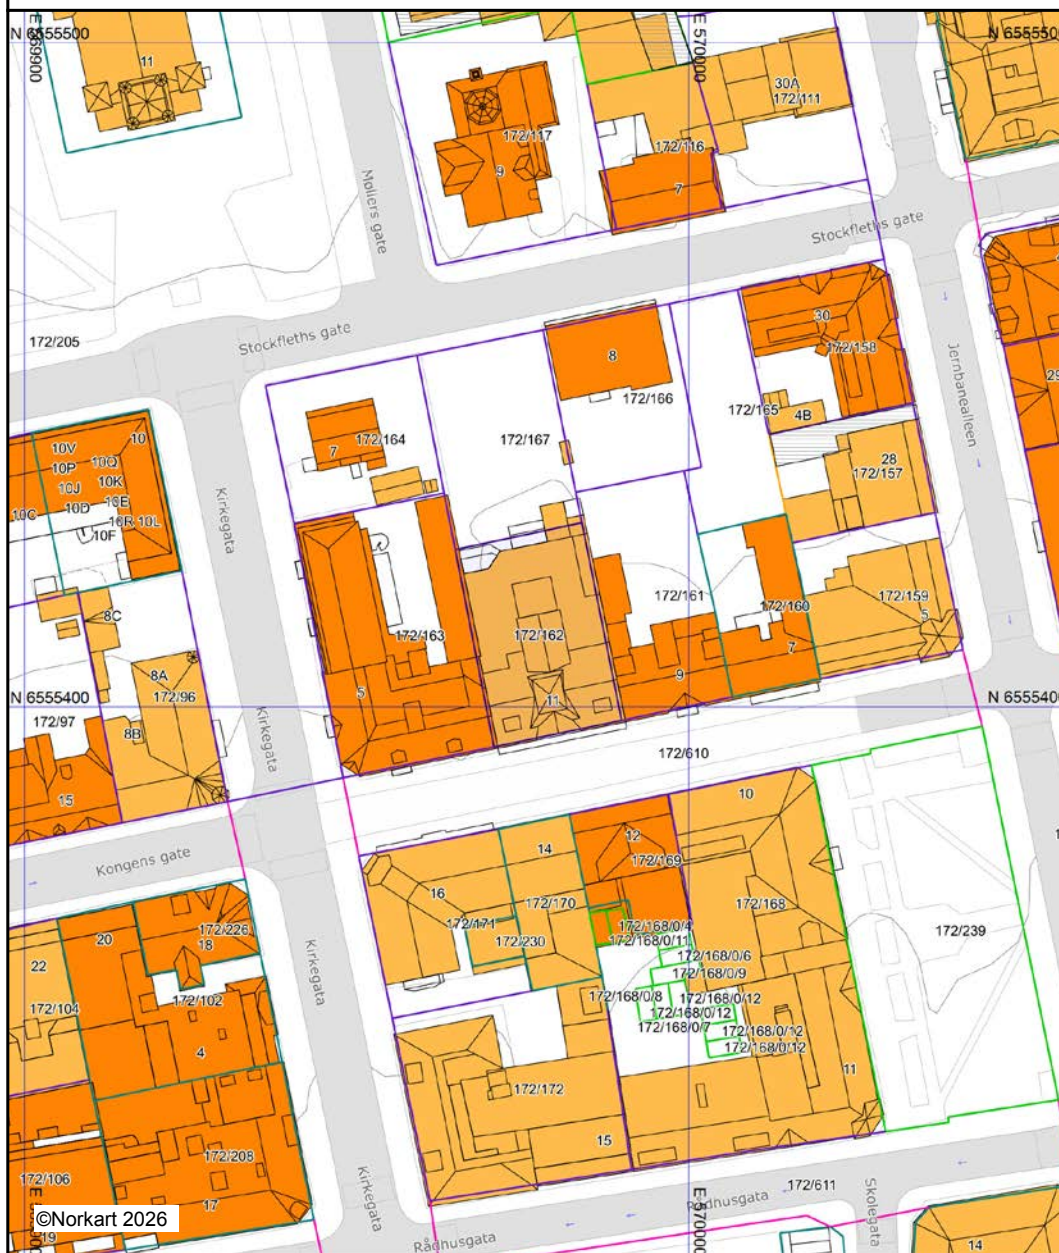 N 6555500
E 569900
E 570000
N 6555500
11
Møllers gate
172/117
9
30A
172/111
172/116
7
Stockfleths gate
172/205
Stockfleths gate
8
172/166
30
172/158
Jernbanealleen
29
172/165
4B
10V
10
10P
10Q
10J
10K
10D
10E
10C
10R
10L
10F
7
172/164
172/167
28
172/157
Kirkegata
8C
172/163
172/162
172/161
172/160
172/159
5
7
8A
172/96
5
11
9
N 6555400
N 6555400
172/97
8B
Kirkegata
172/610
15
10
Kongens gate
14
12
172/169
16
172/171
172/170
172/168
172/230
172/168/0/4
172/168/0/11
172/168/0/6
172/168/0/9
172/239
20
172/226
18
22
172/104
172/102
4
Kirkegata
172/168/0/8
172/168/0/12
172/168/0/12
172/168/0/7
172/168/0/12
172/168/0/12
11
172/172
15
172/208
172/106
17
19
Kirkegata
Rådhusgata
172/611
Skolegata
Rådhusgata
E 570000
14
©Norkart 2026